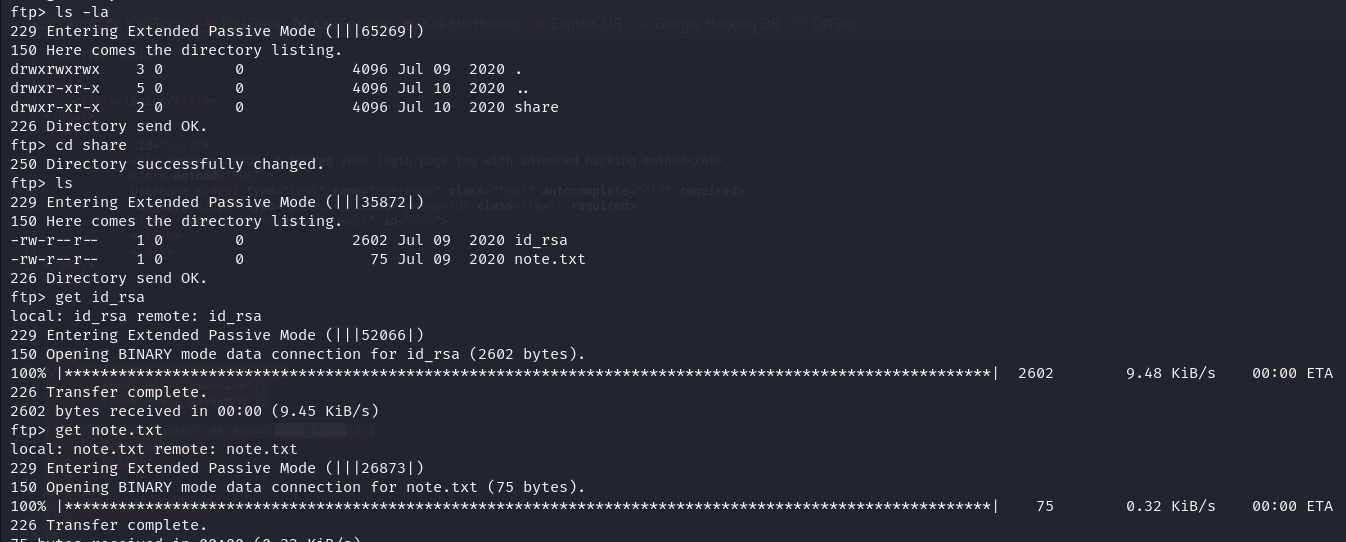 ftp> ls -la
229 Entering Extended Passive Mode (|||65269|)
150 Here comes the directory listing.
drwxrwxrwx    3 0        0            4096 Jul 09  2020 .
drwxr-xr-x    5 0        0            4096 Jul 10  2020 ..
drwxr-xr-x    2 0        0            4096 Jul 10  2020 share
226 Directory send OK.
ftp> cd share
250 Directory successfully changed.
ftp> ls
229 Entering Extended Passive Mode (|||35872|)
150 Here comes the directory listing.
-rw-r--r--    1 0        0            2602 Jul 09  2020 id_rsa
-rw-r--r--    1 0        0              75 Jul 09  2020 note.txt
226 Directory send OK.
ftp> get id_rsa
local: id_rsa remote: id_rsa
229 Entering Extended Passive Mode (|||52066|)
150 Opening BINARY mode data connection for id_rsa (2602 bytes).
100% |*******************************************************************************************************|  2602        9.48 KiB/s    00:00 ETA
226 Transfer complete.
2602 bytes received in 00:00 (9.45 KiB/s)
ftp> get note.txt
local: note.txt remote: note.txt
229 Entering Extended Passive Mode (|||26873|)
150 Opening BINARY mode data connection for note.txt (75 bytes).
100% |*******************************************************************************************************|    75        0.32 KiB/s    00:00 ETA
226 Transfer complete.
75 bytes received in 00:00 (0.32 KiB/s)